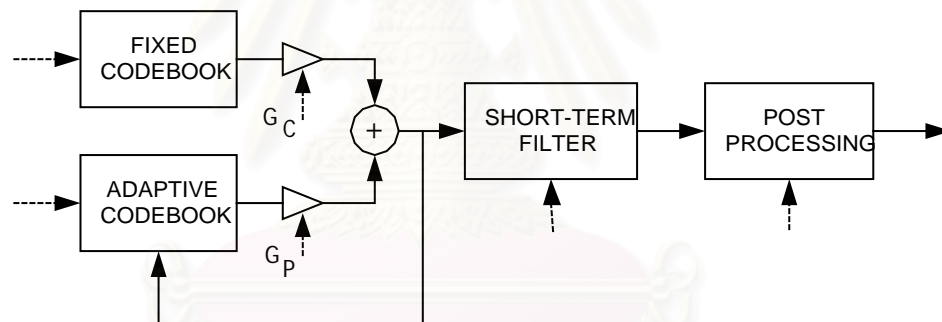 FIXED
CODEBOOK
G C
+
SHORT-TERM
FILTER
POST
PROCESSING
ADAPTIVE
CODEBOOK
G P